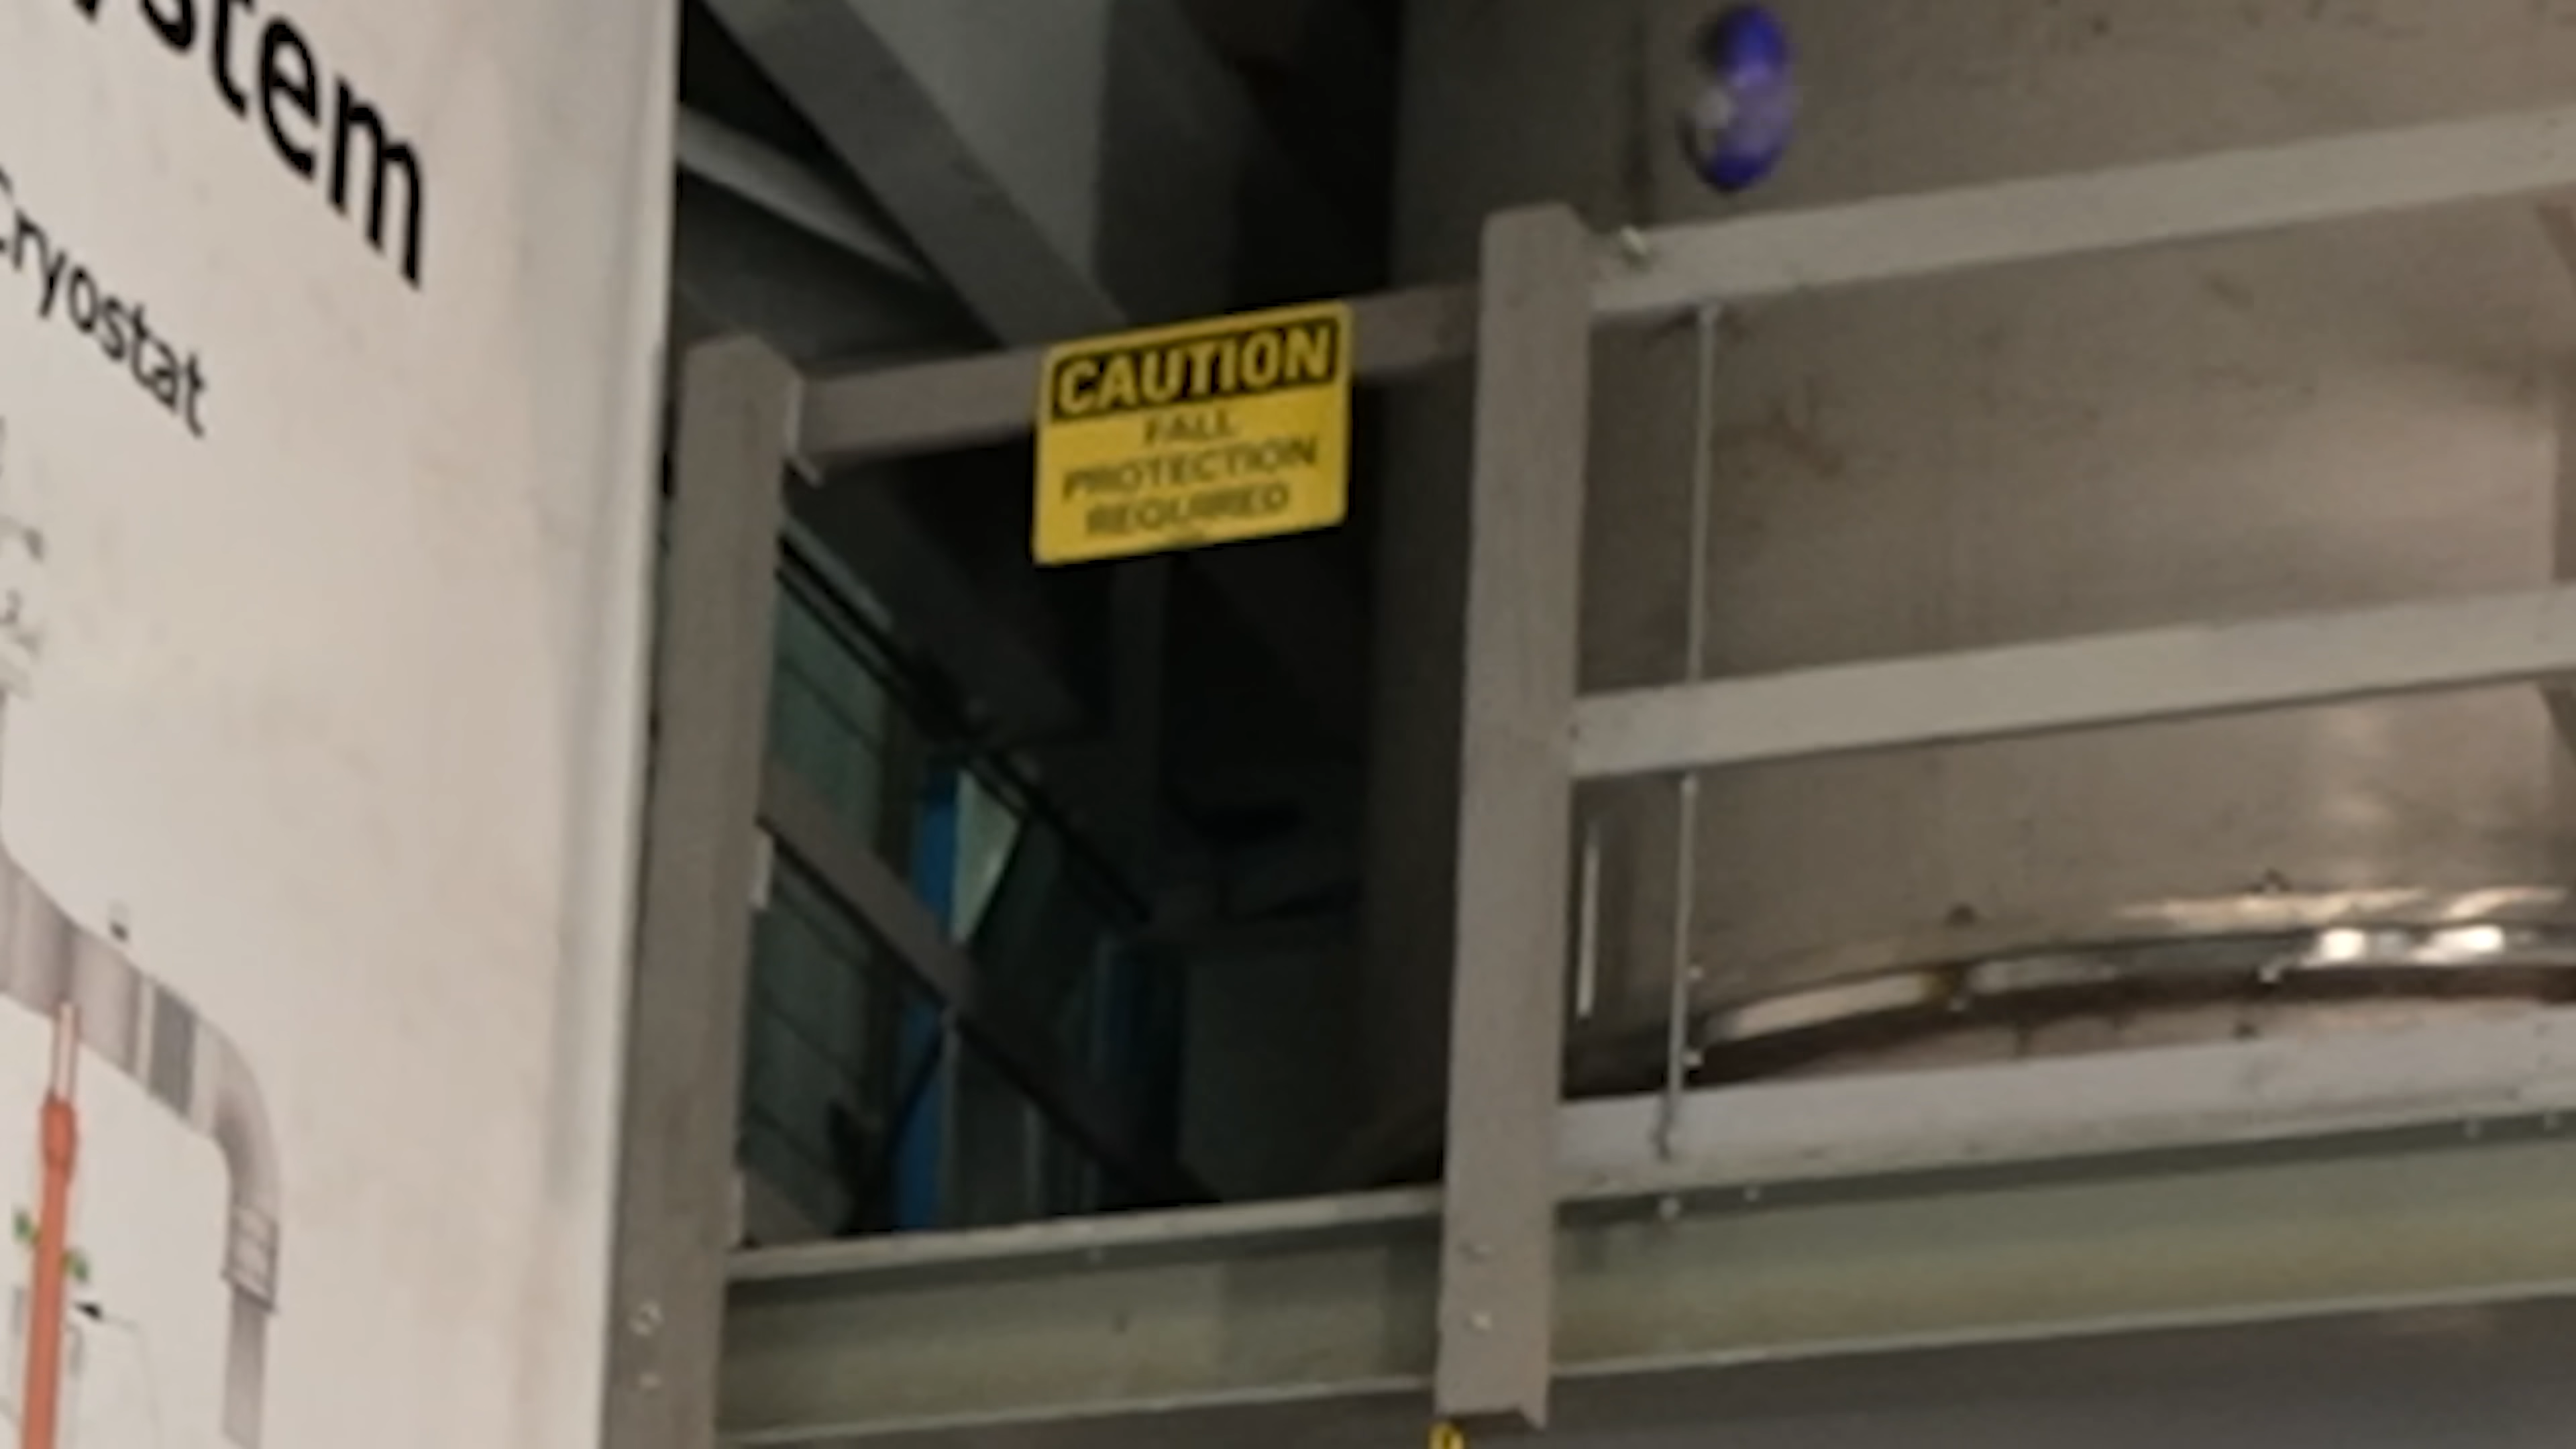 stem
Cryostat
CAUTION
FALL
PROTECTION
REQUIRED